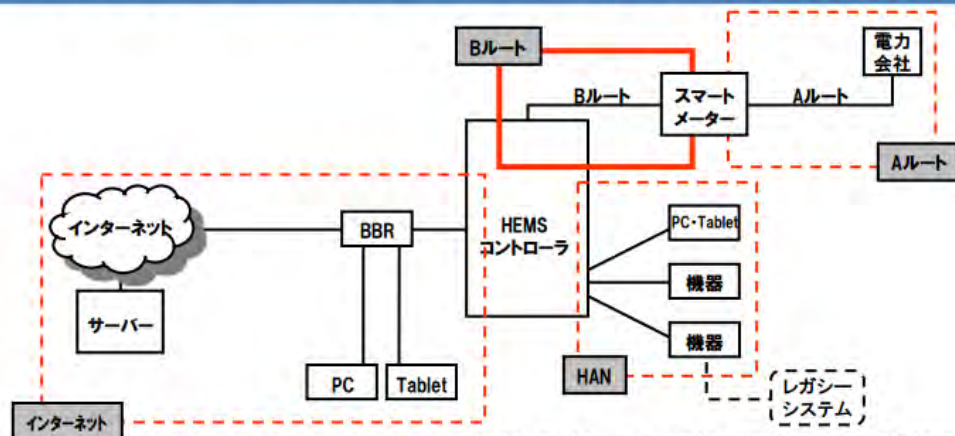 Bルート
電力
会社
Bルート
スマート
メーター
Aルート
Aルート
インターネット
BBR
HEMS
コントローラ
PC・Tablet
機器
サーバー
機器
PC
Tablet
HAN
レガシー
システム
インターネット